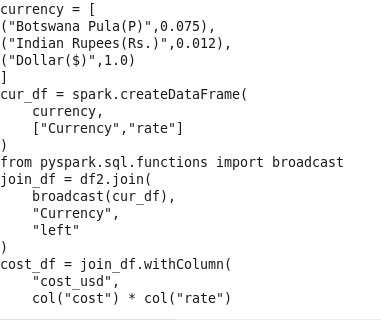 currency = [
("Botswana Pula(P)",0.075),
("Indian Rupees(Rs.)",0.012),
("Dollar($)",1.0)
]
cur_df = spark.createDataFrame(
    currency,
    ["Currency","rate"]
)
from pyspark.sql.functions import broadcast
join_df = df2.join(
    broadcast(cur_df),
    "Currency",
    "left"
)
cost_df = join_df.withColumn(
    "cost_usd",
    col("cost") * col("rate")